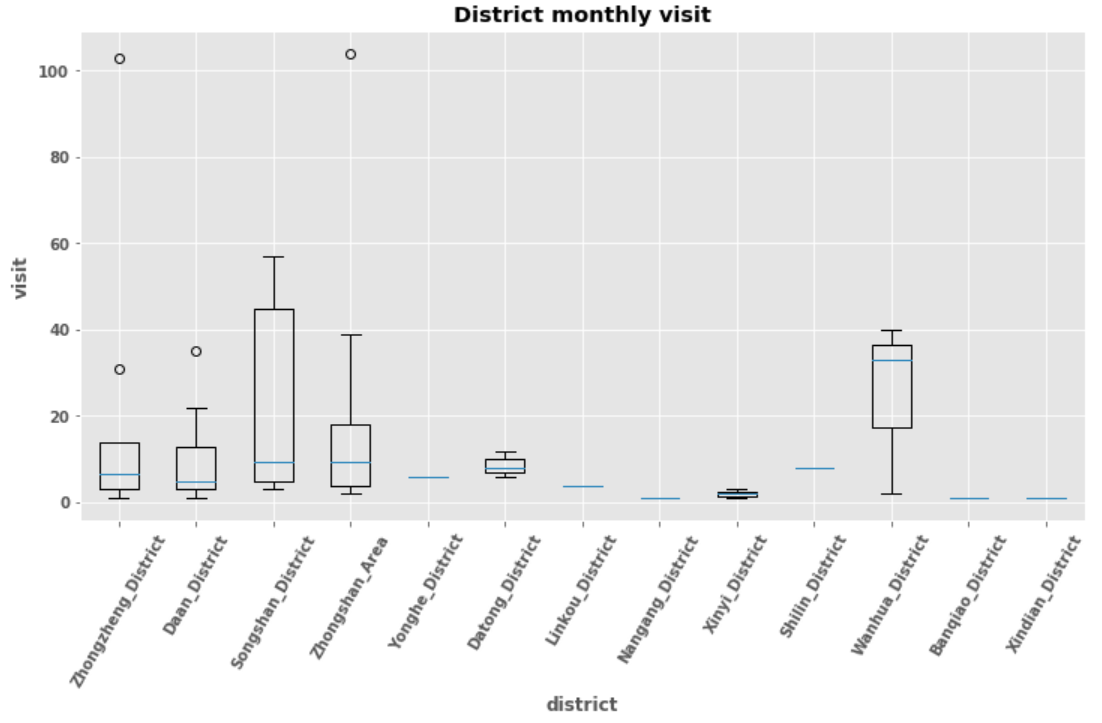 District monthly visit
100
80
60
40
20
0
visit
Zhongzheng_District
Daan_District
Songshan_District
Zhongshan_Area
Yonghe_District
Datong_District
Linkou_District
Nangang_District
Xinyi_District
Shilin_District
Wanhua_District
Banqiao_District
Xindian_District
district